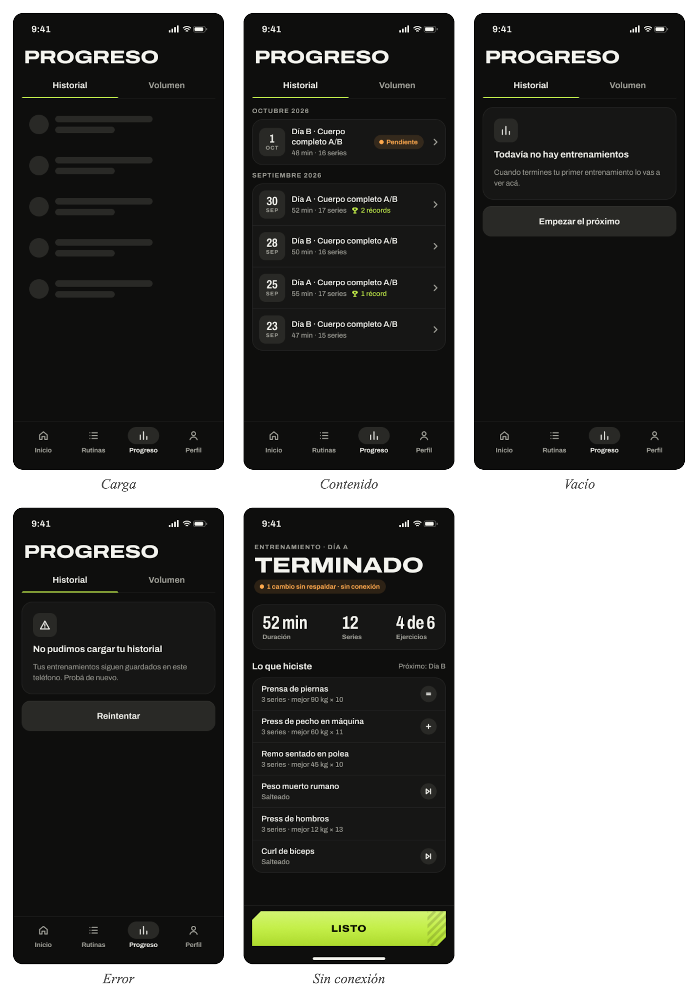 9:41
PROGRESO
Historial
Volumen
Inicio
Rutinas
Progreso
Perfil
Carga
9:41
PROGRESO
Historial
Volumen
OCTUBRE 2026
1
OCT
Día B · Cuerpo
completo A/B
48 min · 16 series
Pendiente
SEPTIEMBRE 2026
30
SEP
Día A · Cuerpo completo A/B
52 min · 17 series 2 récords
28
SEP
Día B · Cuerpo completo A/B
50 min · 16 series
25
SEP
Día A · Cuerpo completo A/B
55 min · 17 series 1 récord
23
SEP
Día B · Cuerpo completo A/B
47 min · 15 series
Inicio
Rutinas
Progreso
Perfil
Contenido
9:41
PROGRESO
Historial
Volumen
Todavía no hay entrenamientos
Cuando termines tu primer entrenamiento lo vas a
ver acá.
Empezar el próximo
Inicio
Rutinas
Progreso
Perfil
Vacío
9:41
PROGRESO
Historial
Volumen
No pudimos cargar tu historial
Tus entrenamientos siguen guardados en este
teléfono. Probá de nuevo.
Reintentar
Inicio
Rutinas
Progreso
Perfil
Error
9:41
ENTRENAMIENTO · DÍA A
TERMINADO
1 cambio sin respaldar · sin conexión
52 min
Duración
12
Series
4 de 6
Ejercicios
Lo que hiciste
Próximo: Día B
Prensa de piernas
3 series · mejor 90 kg × 10
Press de pecho en máquina
3 series · mejor 60 kg × 11
Remo sentado en polea
3 series · mejor 45 kg × 10
Peso muerto rumano
Salteado
Press de hombros
3 series · mejor 12 kg × 13
Curl de bíceps
Salteado
LISTO
Sin conexión